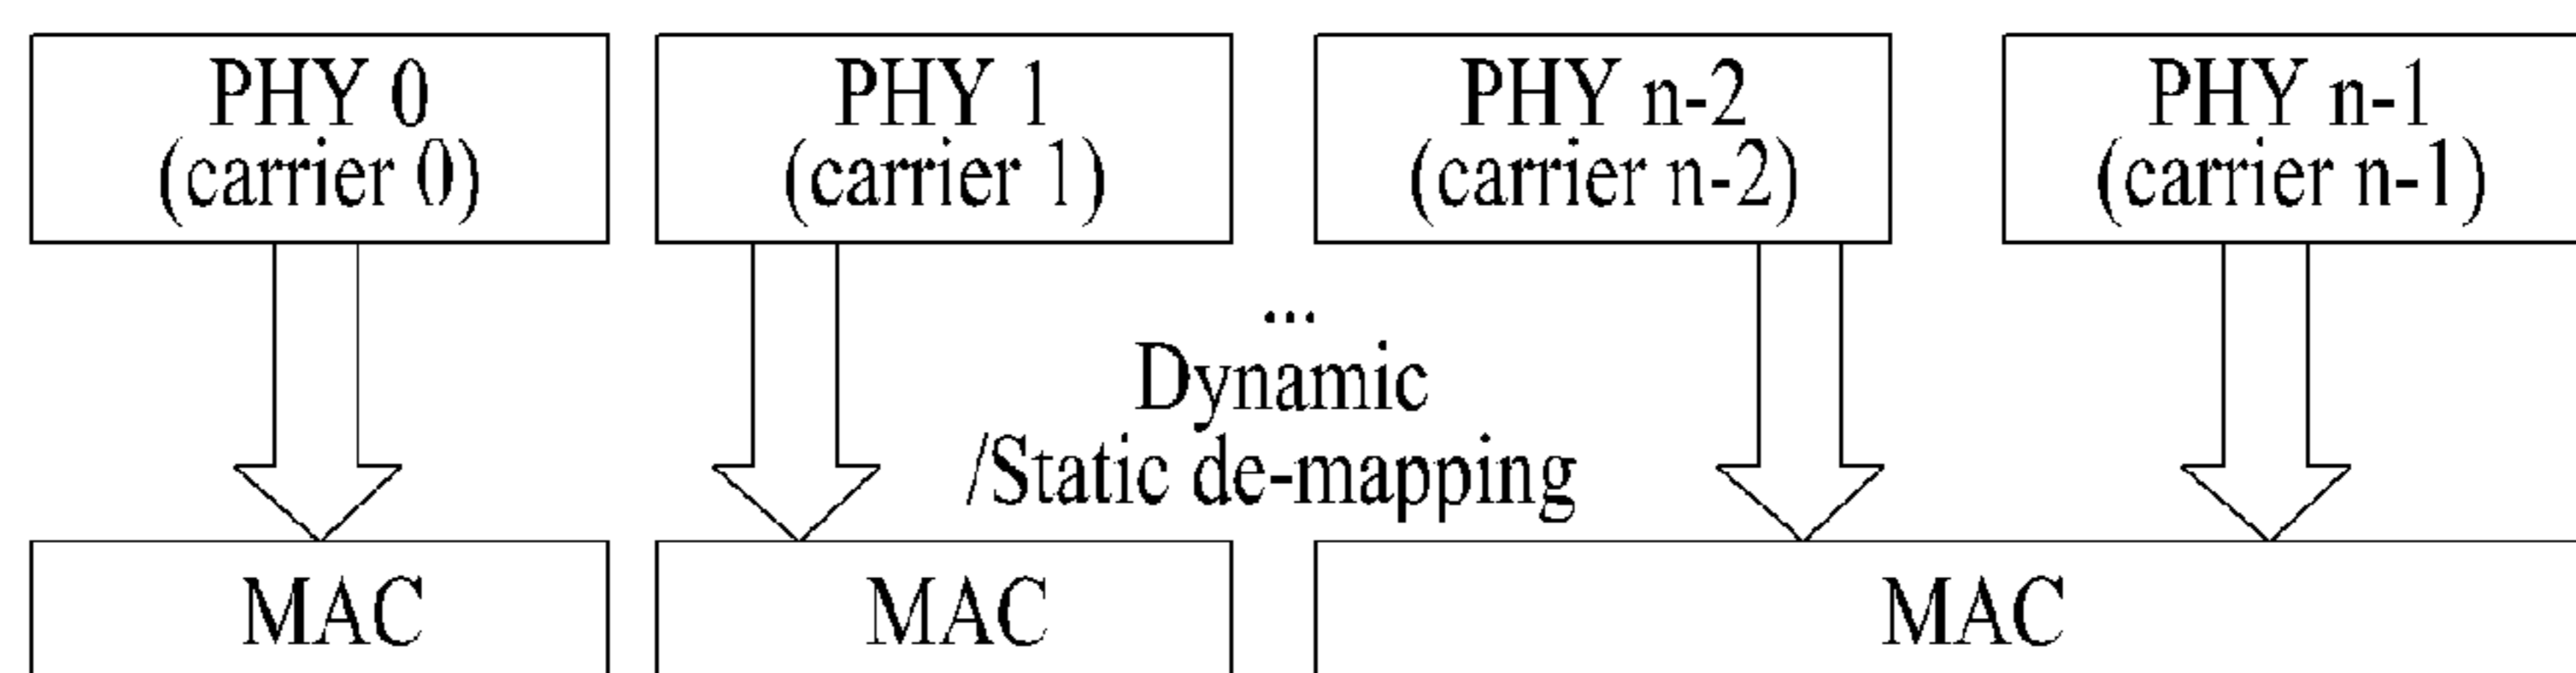 PHY 0
(carrier 0)
PHY 1
(carrier 1)
PHY n-2
(carrier n-2)
PHY n-1
(carrier n-1)
...
Dynamic
/Static de-mapping
MAC
MAC
MAC